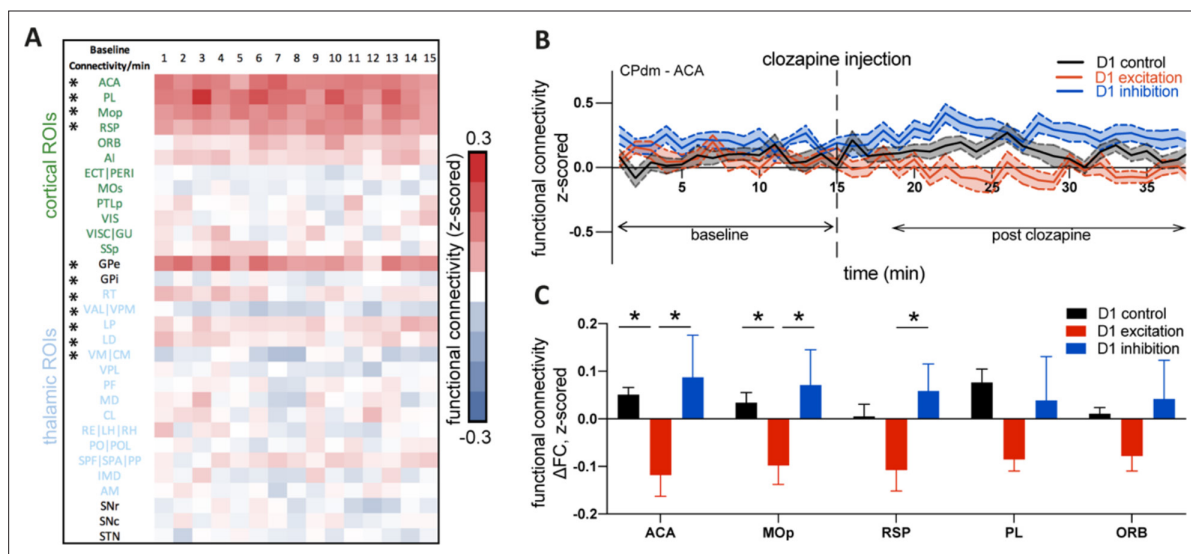 A
Baseline
Connectivity/min
1 2 3 4 5 6 7 8 9 10 11 12 13 14 15
cortical ROIs
* ACA
* PL
* Mop
* RSP
ORB
AI
ECT|PERI
MOs
PTLp
VIS
VISC|GU
SSp
* GPe
* GPi
thalamic ROIs
* RT
* VAL|VPM
* LP
* LD
* VM|CM
VPL
PF
MD
CL
RE|LH|RH
PO|POL
SPF|SPA|PP
IMD
AM
SNr
SNc
STN
0.3
functional connectivity (z-scored)
-0.3
B
CPdm - ACA
clozapine injection
D1 control
D1 excitation
D1 inhibition
functional connectivity
z-scored
0.5
0.0
-0.5
5 10 15 20 25 30 35
baseline
post clozapine
time (min)
C
D1 control
D1 excitation
D1 inhibition
functional connectivity
ΔFC, z-scored
0.2
0.1
0.0
-0.1
-0.2
* * * * *
ACA MOp RSP PL ORB